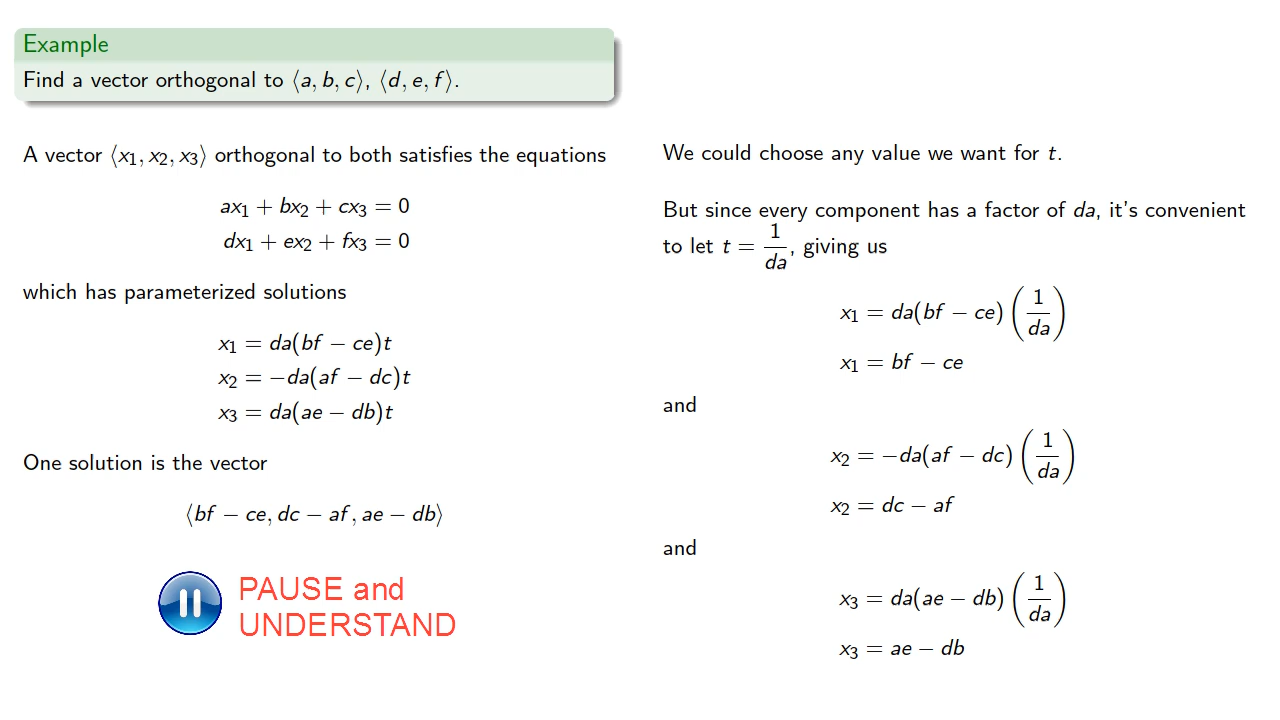 Example
Find a vector orthogonal to ⟨a, b, c⟩, ⟨d, e, f⟩.
A vector ⟨x₁, x₂, x₃⟩ orthogonal to both satisfies the equations
ax₁ + bx₂ + cx₃ = 0
dx₁ + ex₂ + fx₃ = 0
which has parameterized solutions
x₁ = da(bf − ce)t
x₂ = −da(af − dc)t
x₃ = da(ae − db)t
One solution is the vector
⟨bf − ce, dc − af, ae − db⟩
PAUSE and
UNDERSTAND
We could choose any value we want for t.
But since every component has a factor of da, it's convenient
to let t = 1/da, giving us
x₁ = da(bf − ce)(1/da)
x₁ = bf − ce
and
x₂ = −da(af − dc)(1/da)
x₂ = dc − af
and
x₃ = da(ae − db)(1/da)
x₃ = ae − db